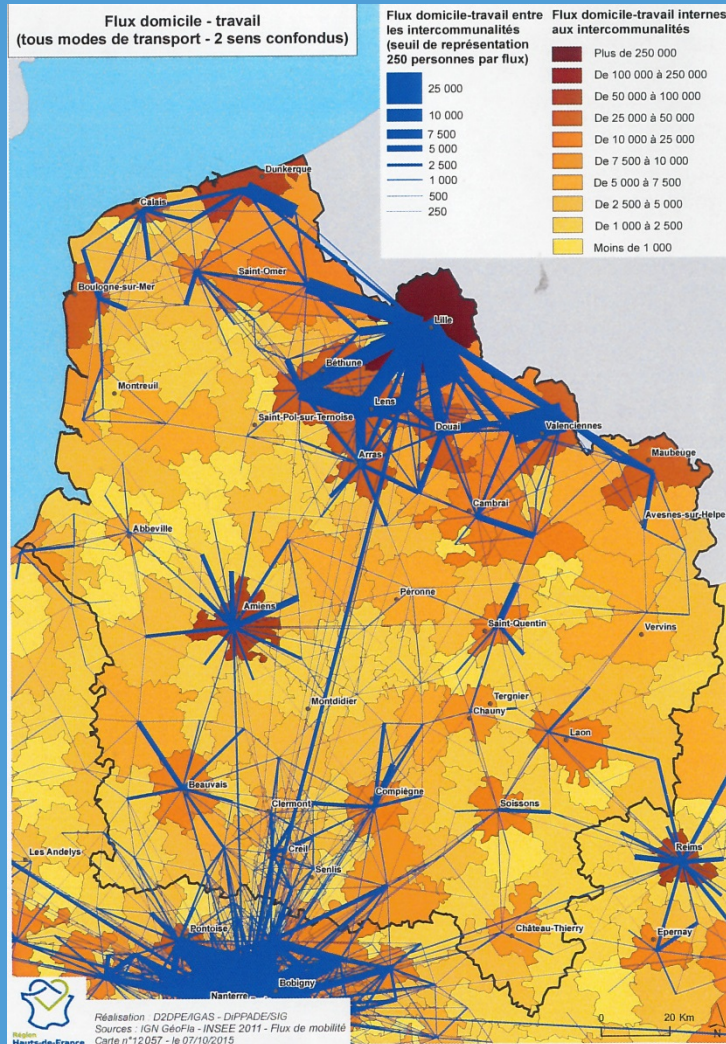 Flux domicile - travail
(tous modes de transport - 2 sens confondus)
Flux domicile-travail entre
les intercommunalités
(seuil de représentation
250 personnes par flux)
25 000
10 000
7 500
5 000
2 500
1 000
500
250
Flux domicile-travail internes
aux intercommunalités
Plus de 250 000
De 100 000 à 250 000
De 50 000 à 100 000
De 25 000 à 50 000
De 10 000 à 25 000
De 7 500 à 10 000
De 5 000 à 7 500
De 2 500 à 5 000
De 1 000 à 2 500
Moins de 1 000
Dunkerque
Calais
Saint-Omer
Boulogne-sur-Mer
Lille
Béthune
Montreuil
Lens
Saint-Pol-sur-Ternoise
Douai
Valenciennes
Arras
Maubeuge
Cambrai
Avesnes-sur-Helpe
Abbeville
Péronne
Amiens
Saint-Quentin
Vervins
Montdidier
Tergnier
Chauny
Laon
Beauvais
Compiègne
Clermont
Soissons
Creil
Reims
Les Andelys
Senlis
Château-Thierry
Epernay
Pontoise
Bobigny
Nanterre
0 20 Km
N
Région
Hauts-de-France
Réalisation : D2DPE/IGAS - DiPPADE/SIG
Sources : IGN GéoFla - INSEE 2011 - Flux de mobilité
Carte n°12057 - le 07/10/2015